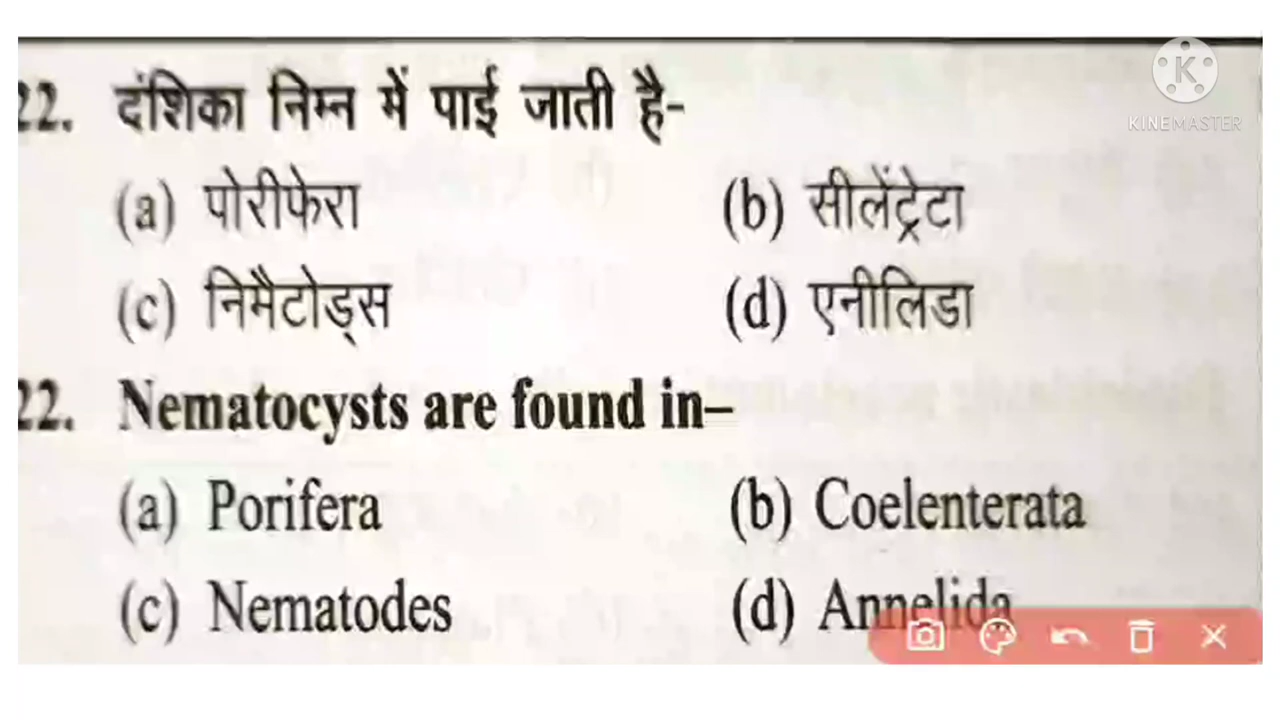 22. दंशिका निम्न में पाई जाती है-
(a) पोरीफेरा (b) सीलेंट्रेटा
(c) निमैटोड्स (d) एनीलिडा
22. Nematocysts are found in–
(a) Porifera (b) Coelenterata
(c) Nematodes (d) Annelida
K
KINEMASTER